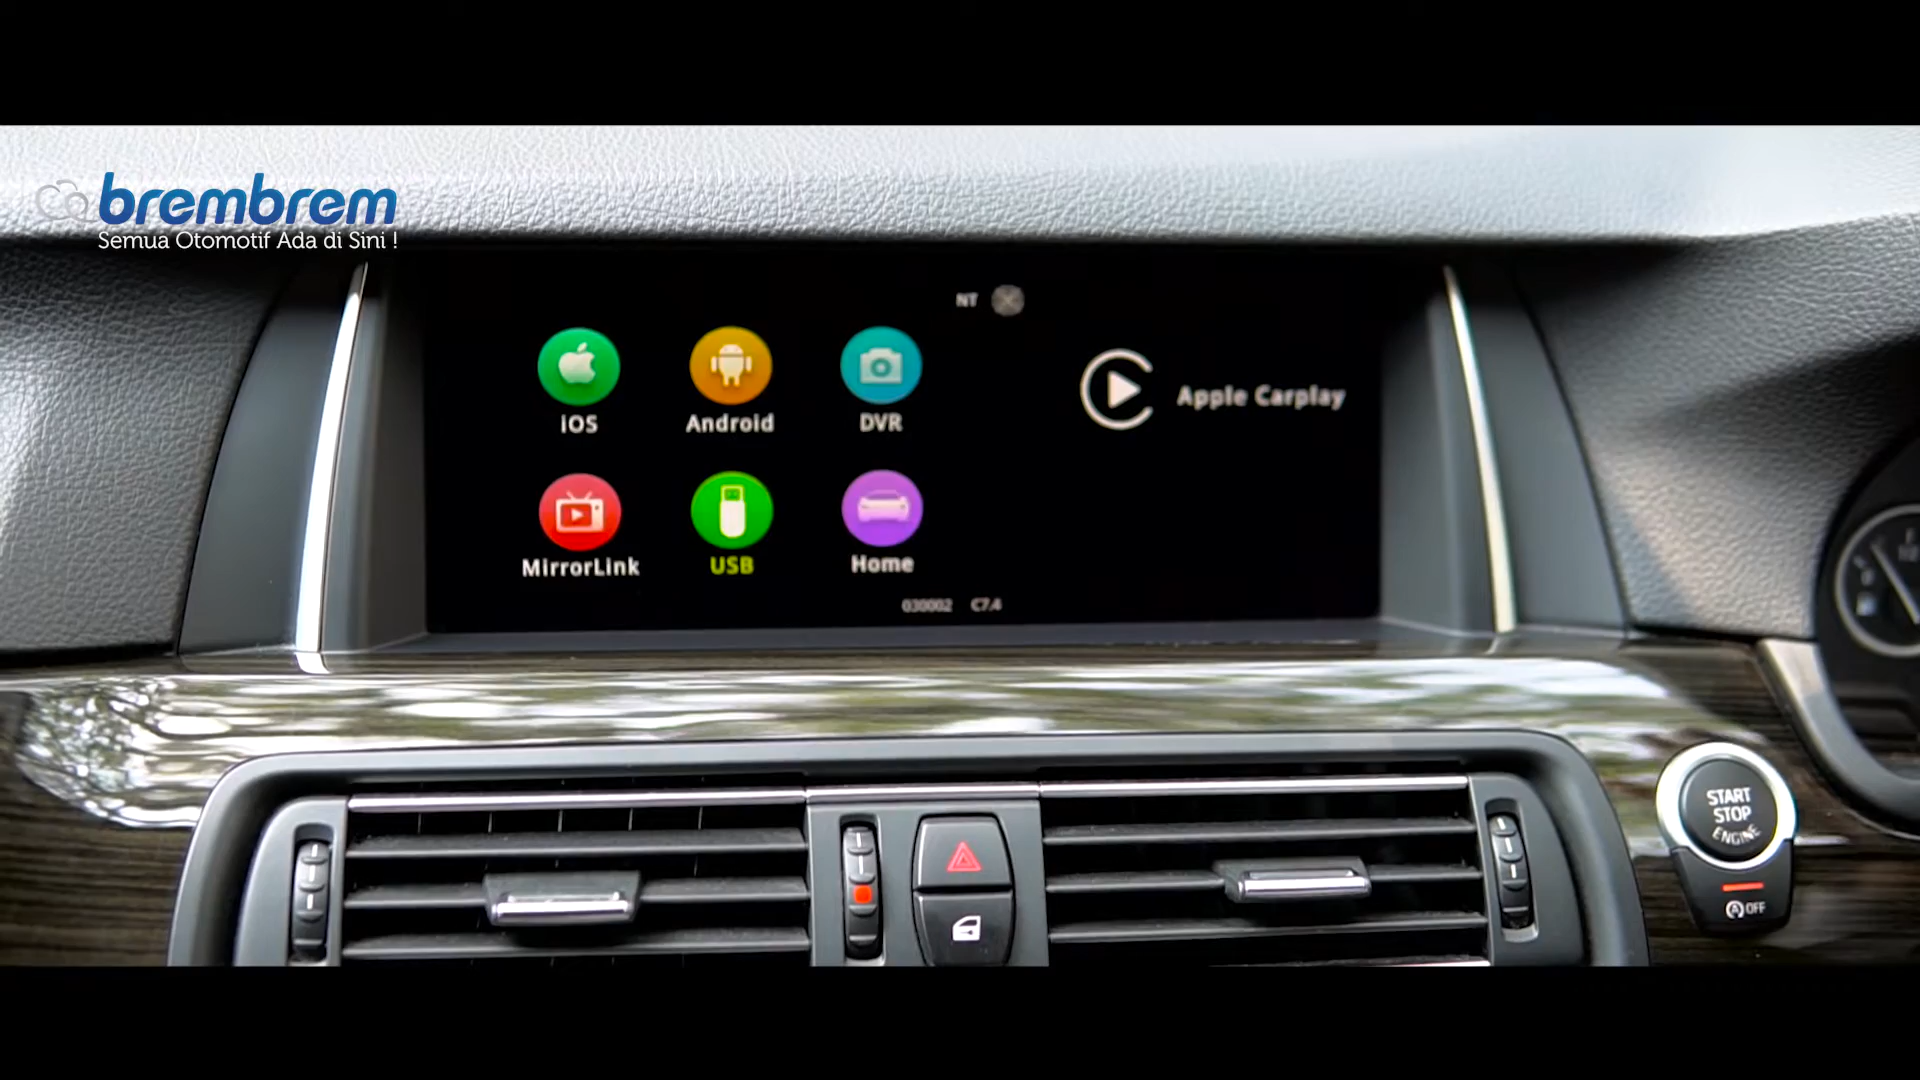 brembrem
Semua Otomotif Ada di Sini !
NT
iOS
Android
DVR
Apple Carplay
MirrorLink
USB
Home
030002 C7.4
START
STOP
ENGINE
A OFF